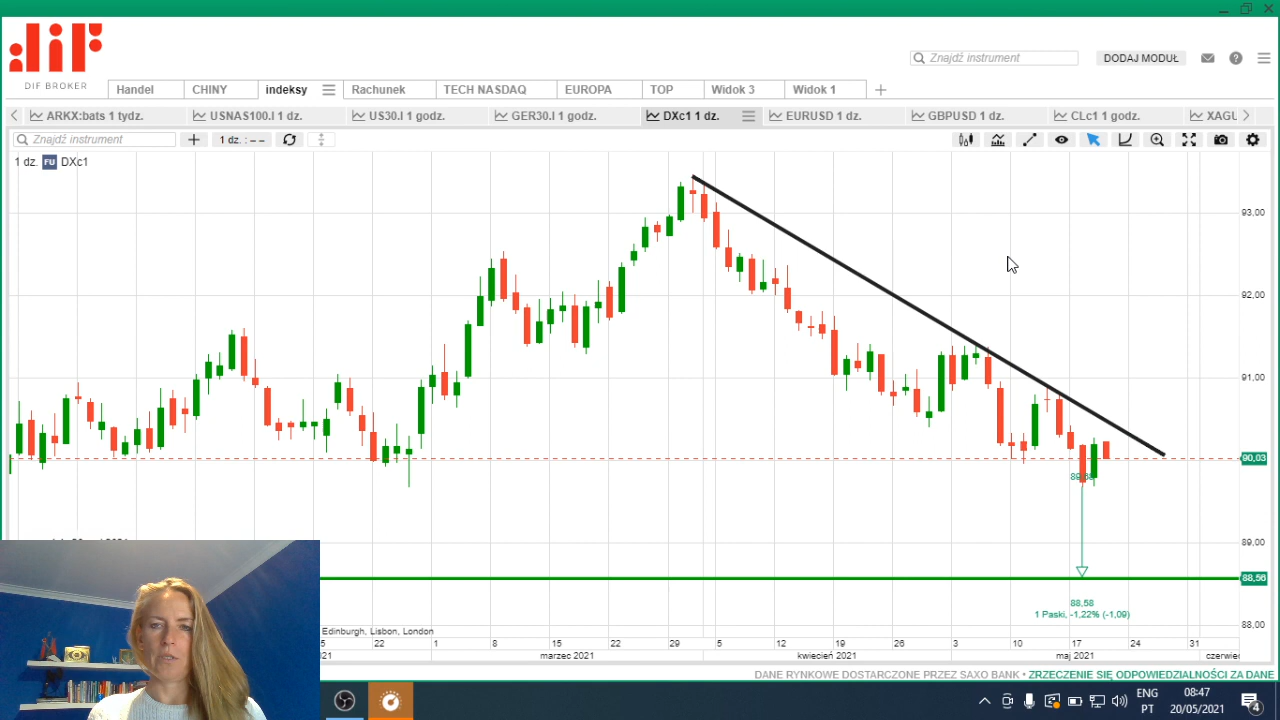 DIF BROKER
Znajdź instrument
DODAJ MODUŁ
Handel
CHINY
indeksy
Rachunek
TECH NASDAQ
EUROPA
TOP
Widok 3
Widok 1
ARKX:bats 1 tydz.
USNAS100.I 1 dz.
US30.I 1 godz.
GER30.I 1 godz.
DXc1 1 dz.
EURUSD 1 dz.
GBPUSD 1 dz.
CLc1 1 godz.
XAGU
Znajdź instrument
1 dz. : – –
1 dz. FU DXc1
93,00
92,00
91,00
90,03
89,00
88,56
88,00
88,58
1 Paski, -1,22% (-1,09)
Edinburgh, Lisbon, London
22
1
8
15
22
29
5
12
19
26
3
10
17
24
31
marzec 2021
kwiecień 2021
maj 2021
DANE RYNKOWE DOSTARCZONE PRZEZ SAXO BANK • ZRZECZENIE SIĘ ODPOWIEDZIALNOŚCI ZA DANE
ENG
PT
08:47
20/05/2021
4